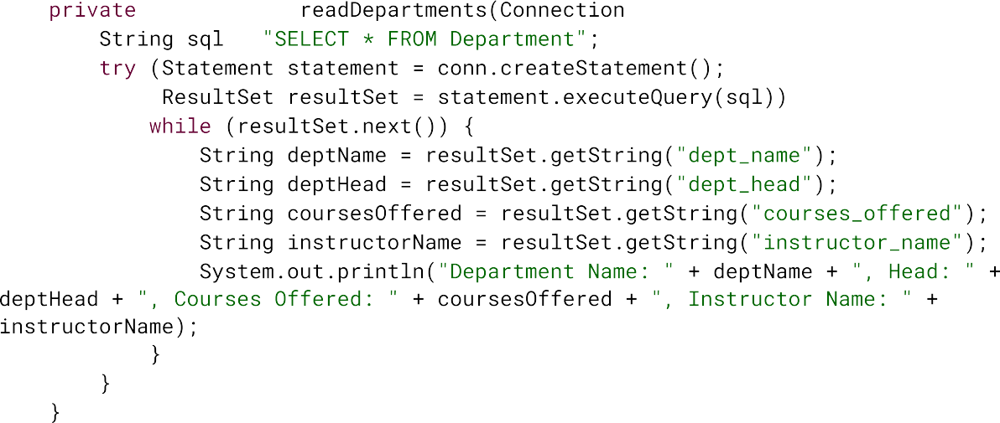 private             readDepartments(Connection
        String sql   "SELECT * FROM Department";
        try (Statement statement = conn.createStatement();
             ResultSet resultSet = statement.executeQuery(sql))
            while (resultSet.next()) {
                String deptName = resultSet.getString("dept_name");
                String deptHead = resultSet.getString("dept_head");
                String coursesOffered = resultSet.getString("courses_offered");
                String instructorName = resultSet.getString("instructor_name");
                System.out.println("Department Name: " + deptName + ", Head: " +
deptHead + ", Courses Offered: " + coursesOffered + ", Instructor Name: " +
instructorName);
            }
        }
    }